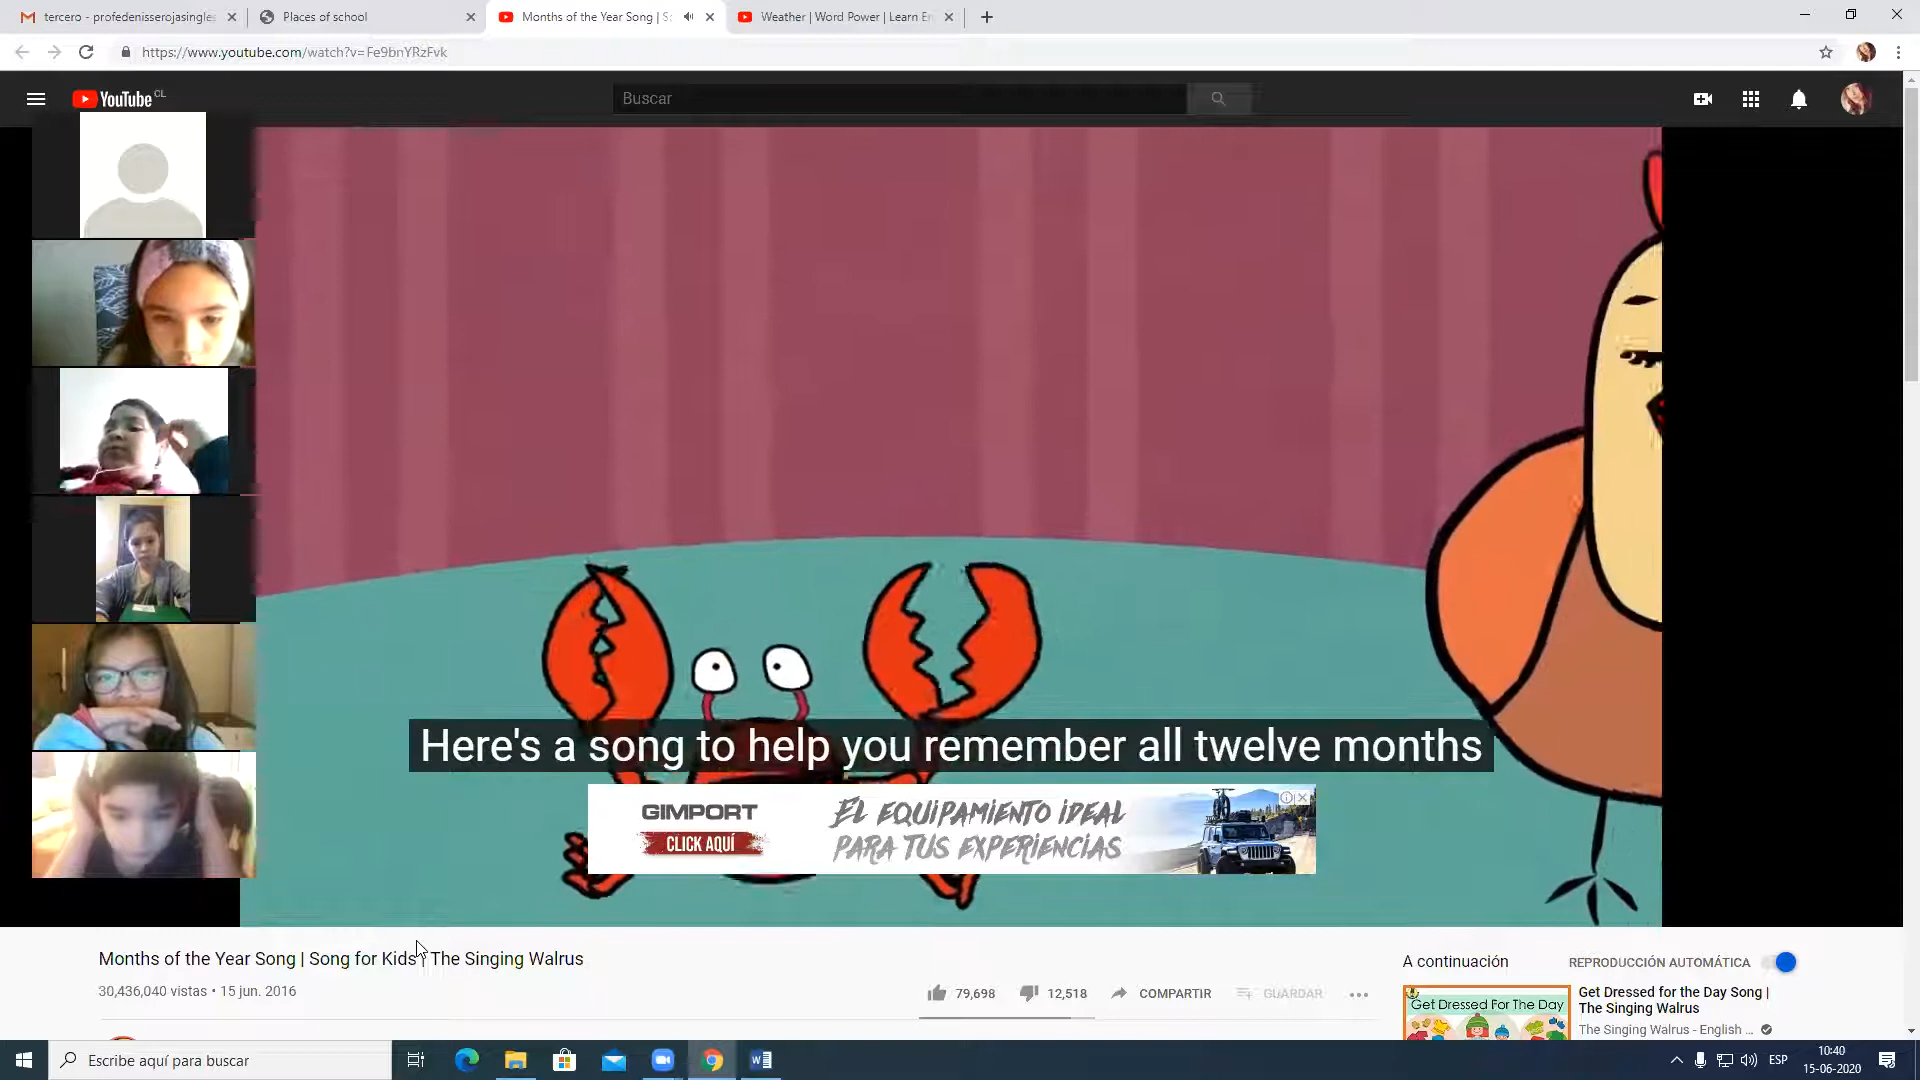 tercero - profedenisserojasingles
Places of school
Months of the Year Song | S
Weather | Word Power | Learn En
https://www.youtube.com/watch?v=Fe9bnYRzFvk
YouTube CL
Buscar
Here's a song to help you remember all twelve months
GIMPORT
CLICK AQUÍ
EL EQUIPAMIENTO IDEAL
PARA TUS EXPERIENCIAS
Months of the Year Song | Song for Kids | The Singing Walrus
30,436,040 vistas • 15 jun. 2016
79,698
12,518
COMPARTIR
GUARDAR
A continuación
REPRODUCCIÓN AUTOMÁTICA
Get Dressed For The Day
Get Dressed for the Day Song |
The Singing Walrus
The Singing Walrus - English ...
Escribe aquí para buscar
ESP
10:40
15-06-2020